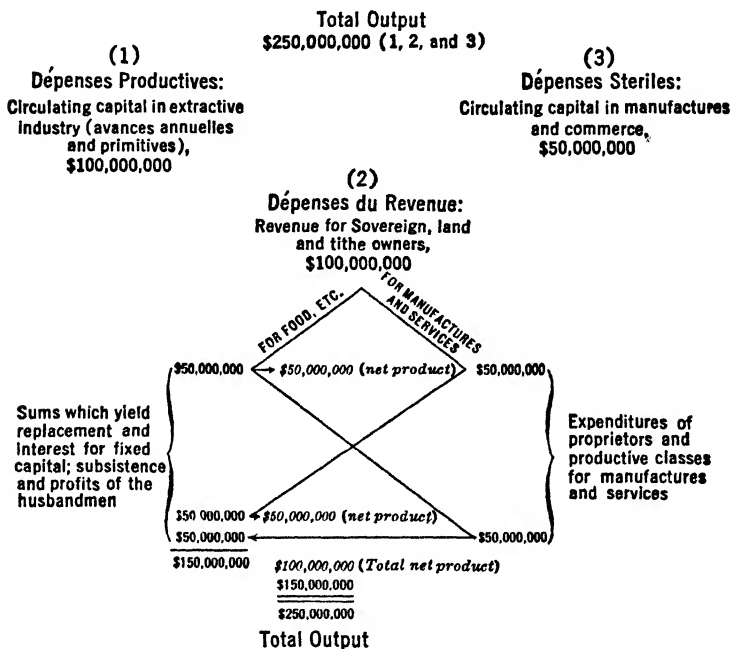 Total Output
$250,000,000 (1, 2, and 3)
(1)
Dépenses Productives:
Circulating capital in extractive
industry (avances annuelles
and primitives),
$100,000,000
(3)
Dépenses Steriles:
Circulating capital in manufactures
and commerce,
$50,000,000
(2)
Dépenses du Revenue:
Revenue for Sovereign, land
and tithe owners,
$100,000,000
FOR FOOD, ETC.
FOR MANUFACTURES
AND SERVICES
$50,000,000
$50,000,000 (net product)
$50,000,000
Sums which yield
replacement and
interest for fixed
capital; subsistence
and profits of the
husbandmen
Expenditures of
proprietors and
productive classes
for manufactures
and services
$50 000,000
$50,000,000 (net product)
$50,000,000
$50,000,000
$150,000,000
$100,000,000 (Total net product)
$150,000,000
$250,000,000
Total Output